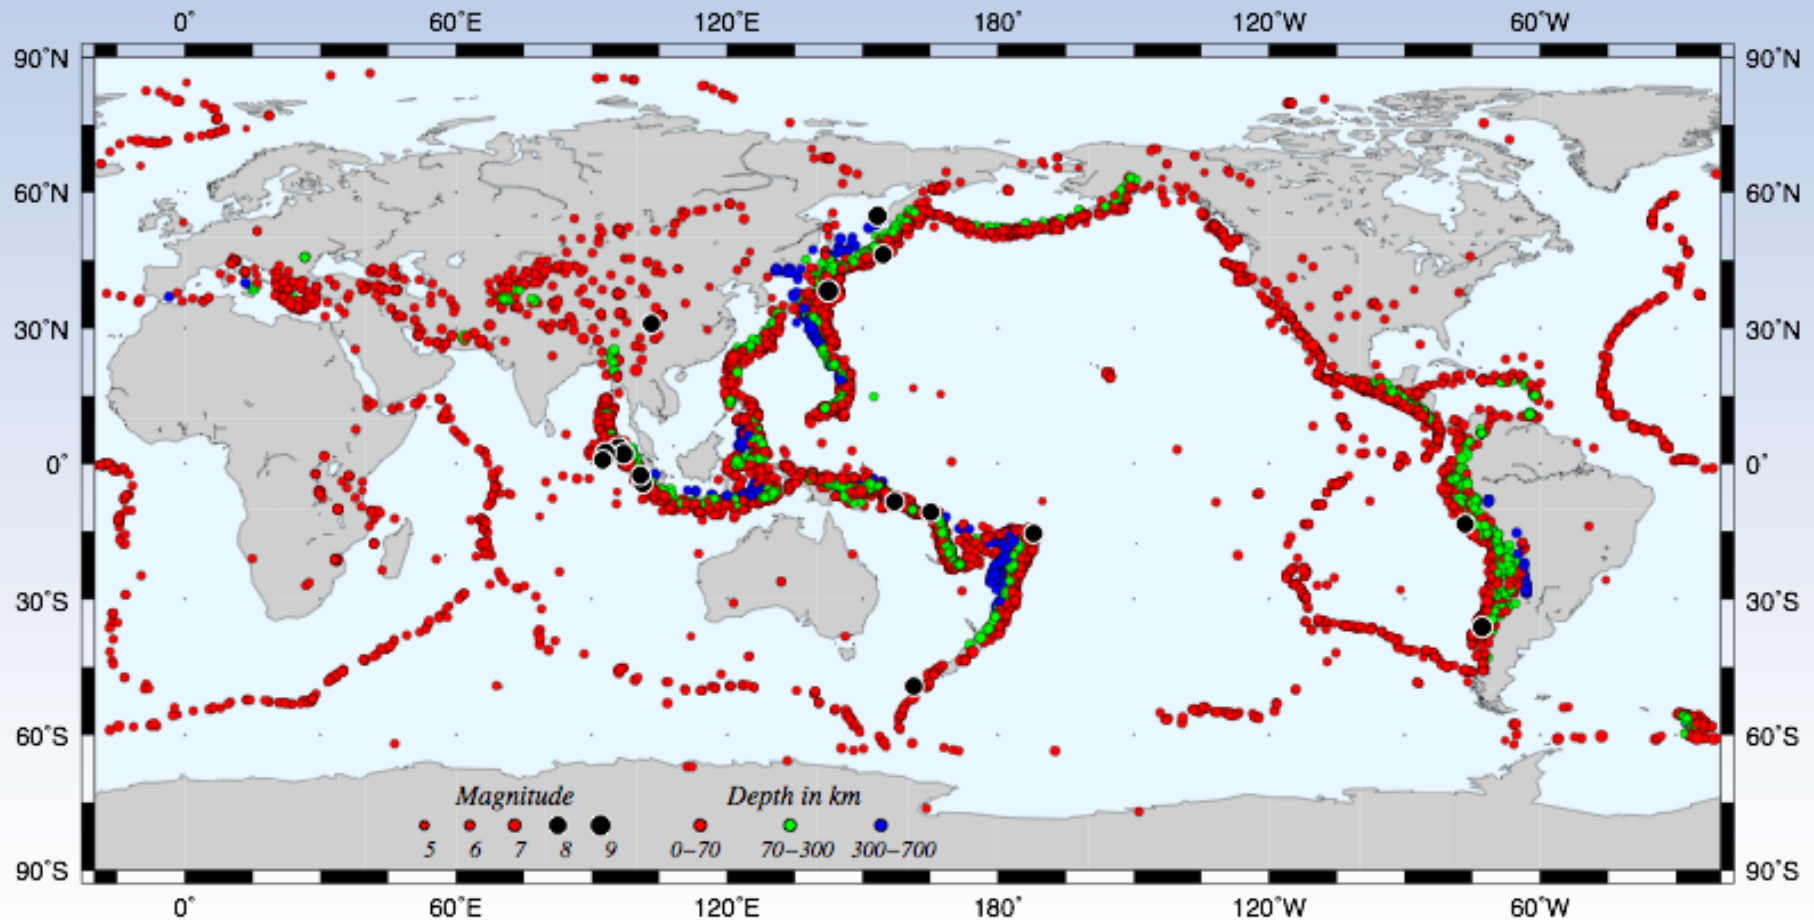 0° 60°E 120°E 180° 120°W 60°W
90°N 90°N
60°N 60°N
30°N 30°N
0° 0°
30°S 30°S
60°S 60°S
Magnitude Depth in km
5 6 7 8 9 0–70 70–300 300–700
90°S 90°S
0° 60°E 120°E 180° 120°W 60°W